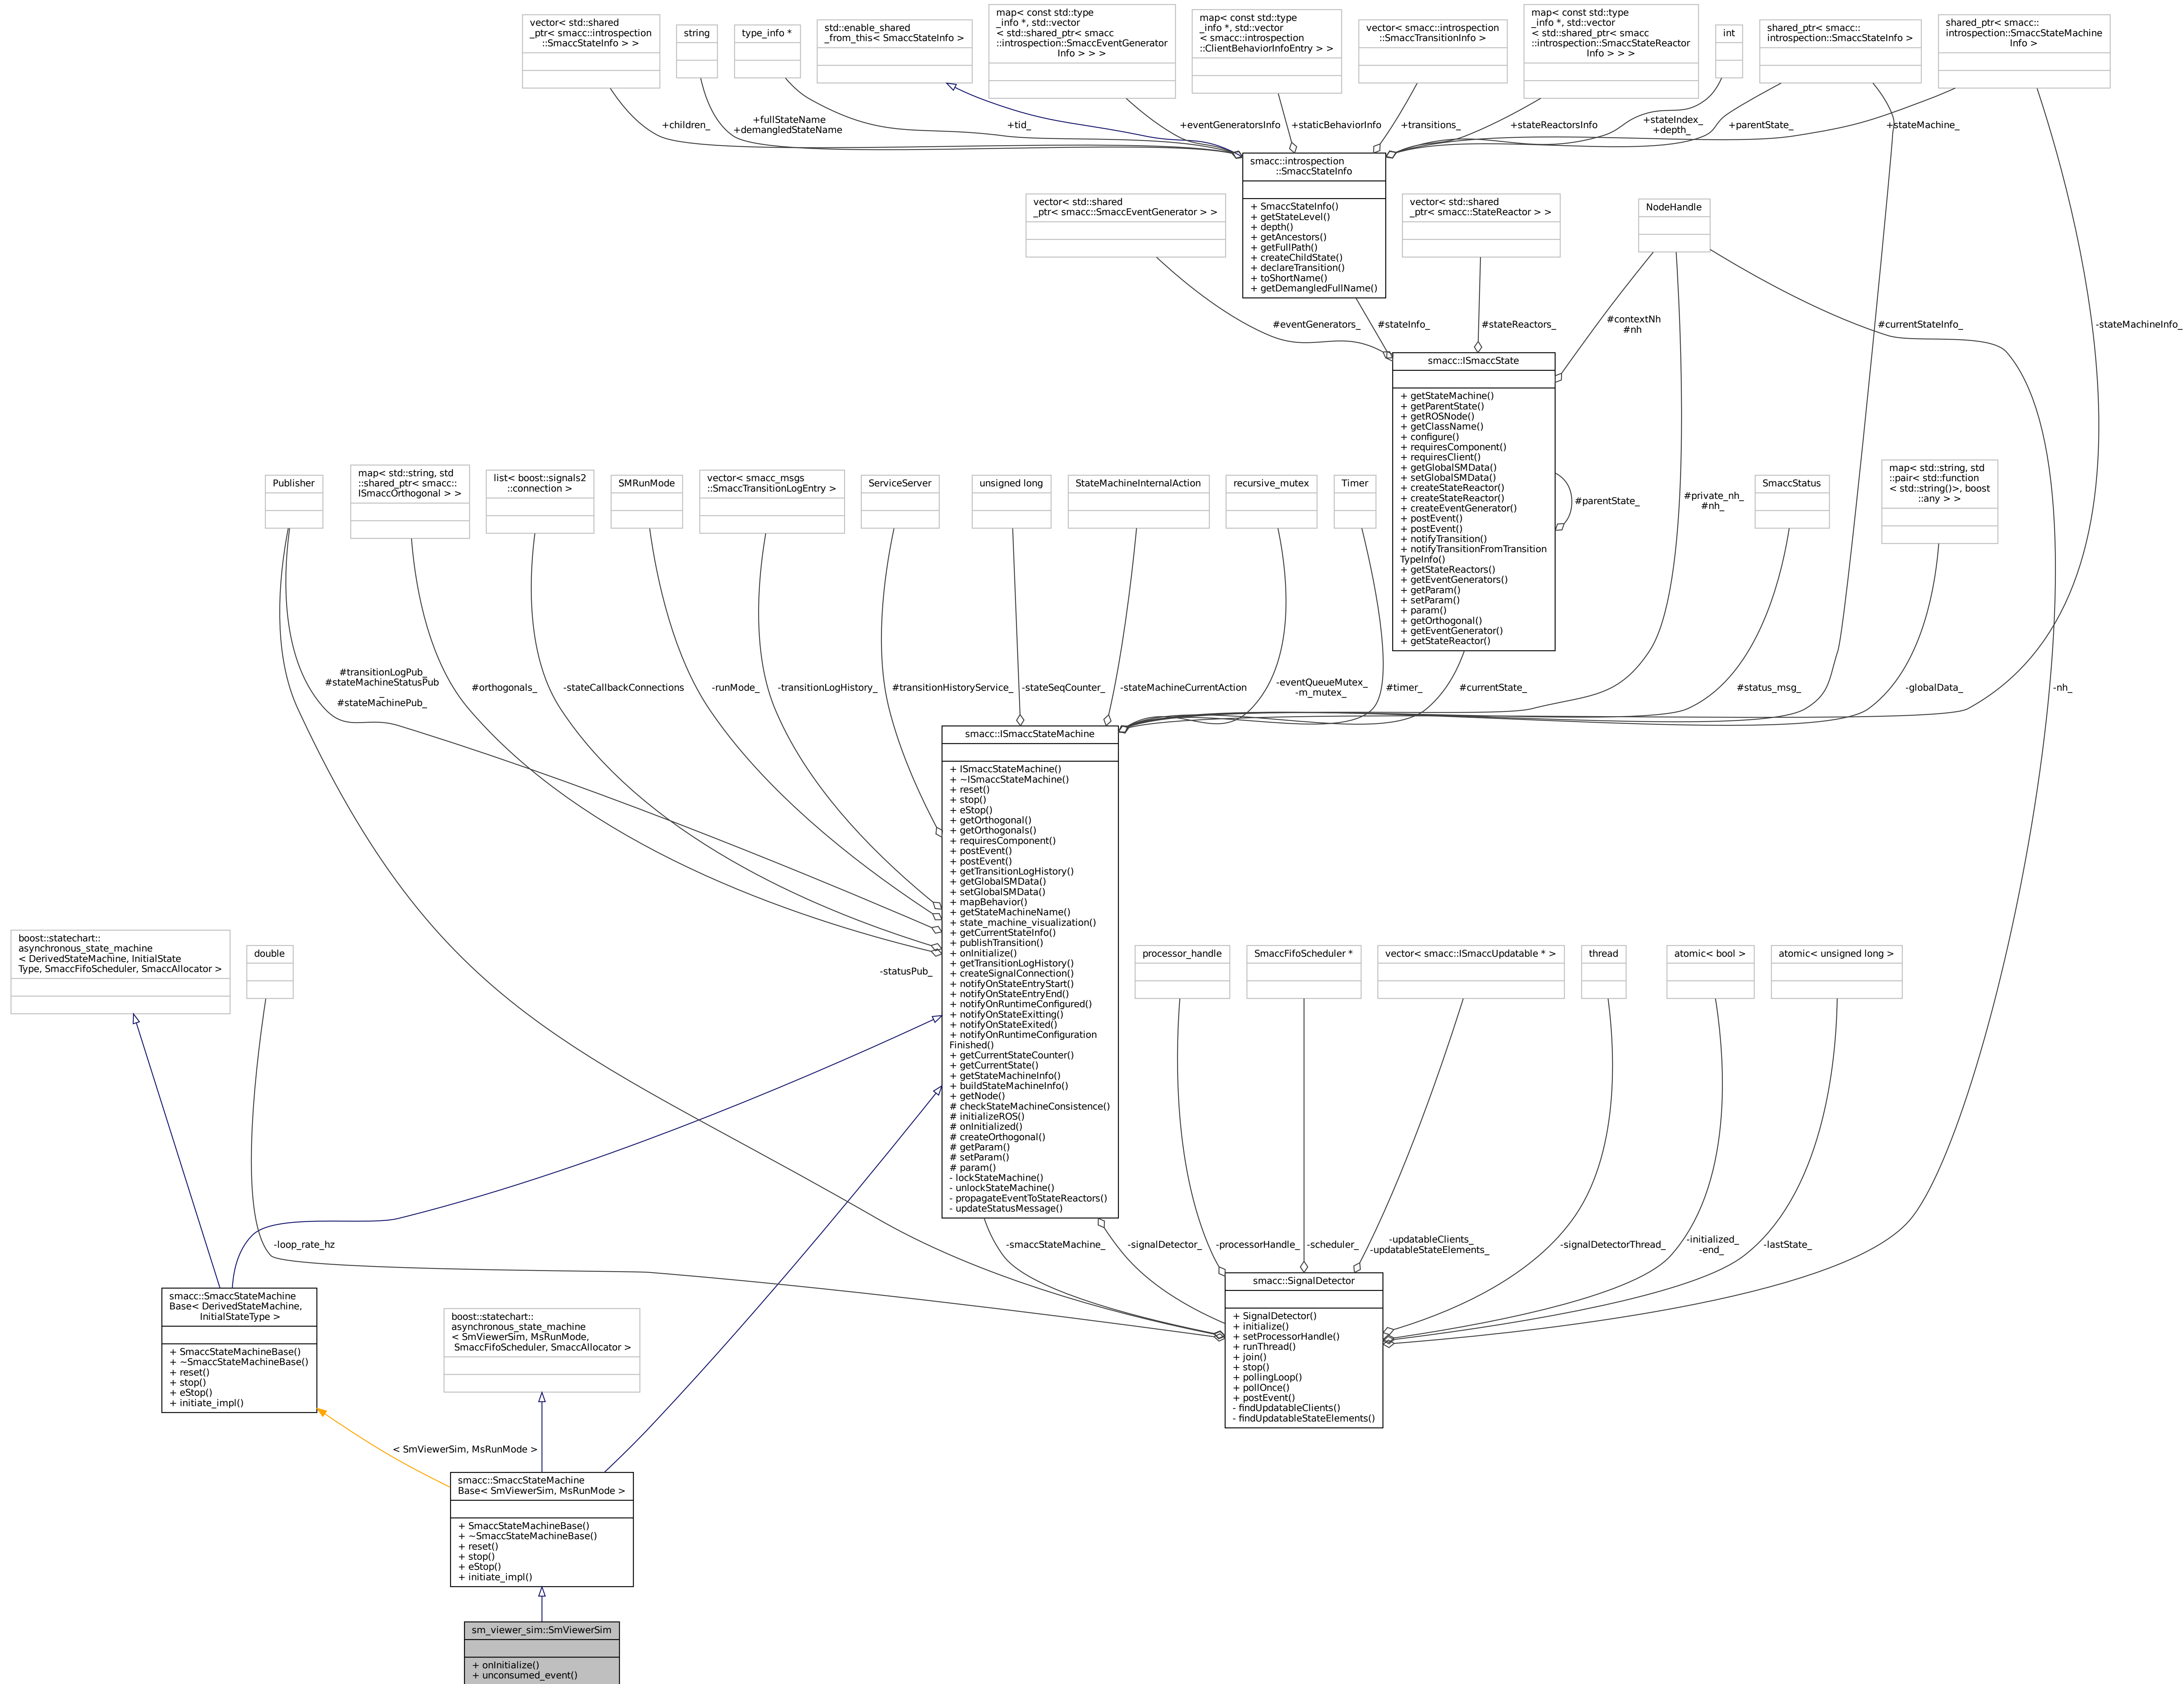 vector< std::shared
_ptr< smacc::introspection
::SmaccStateInfo > >
string
type_info *
std::enable_shared
_from_this< SmaccStateInfo >
map< const std::type
_info *, std::vector
< std::shared_ptr< smacc
::introspection::SmaccEventGenerator
Info > > >
map< const std::type
_info *, std::vector
< smacc::introspection
::ClientBehaviorInfoEntry > >
vector< smacc::introspection
::SmaccTransitionInfo >
map< const std::type
_info *, std::vector
< std::shared_ptr< smacc
::introspection::SmaccStateReactor
Info > > >
int
shared_ptr< smacc::
introspection::SmaccStateInfo >
shared_ptr< smacc::
introspection::SmaccStateMachine
Info >
+children_
+fullStateName
+demangledStateName
+tid_
+eventGeneratorsInfo
+staticBehaviorInfo
+transitions_
+stateReactorsInfo
+stateIndex_
+depth_
+parentState_
+stateMachine_
smacc::introspection
::SmaccStateInfo
+ SmaccStateInfo()
+ getStateLevel()
+ depth()
+ getAncestors()
+ getFullPath()
+ createChildState()
+ declareTransition()
+ toShortName()
+ getDemangledFullName()
vector< std::shared
_ptr< smacc::SmaccEventGenerator > >
vector< std::shared
_ptr< smacc::StateReactor > >
NodeHandle
#eventGenerators_
#stateInfo_
#stateReactors_
#contextNh
#nh
#currentStateInfo_
-stateMachineInfo_
smacc::ISmaccState
+ getStateMachine()
+ getParentState()
+ getROSNode()
+ getClassName()
+ configure()
+ requiresComponent()
+ requiresClient()
+ getGlobalSMData()
+ setGlobalSMData()
+ createStateReactor()
+ createStateReactor()
+ createEventGenerator()
+ postEvent()
+ postEvent()
+ notifyTransition()
+ notifyTransitionFromTransition
TypeInfo()
+ getStateReactors()
+ getEventGenerators()
+ getParam()
+ setParam()
+ param()
+ getOrthogonal()
+ getEventGenerator()
+ getStateReactor()
#parentState_
#private_nh_
#nh_
Publisher
map< std::string, std
::shared_ptr< smacc::
ISmaccOrthogonal > >
list< boost::signals2
::connection >
SMRunMode
vector< smacc_msgs
::SmaccTransitionLogEntry >
ServiceServer
unsigned long
StateMachineInternalAction
recursive_mutex
Timer
SmaccStatus
map< std::string, std
::pair< std::function
< std::string()>, boost
::any > >
#transitionLogPub_
#stateMachineStatusPub
_
#stateMachinePub_
#orthogonals_
-stateCallbackConnections
-runMode_
-transitionLogHistory_
#transitionHistoryService_
-stateSeqCounter_
-stateMachineCurrentAction
-eventQueueMutex_
-m_mutex_
#timer_
#currentState_
#status_msg_
-globalData_
-nh_
smacc::ISmaccStateMachine
+ ISmaccStateMachine()
+ ~ISmaccStateMachine()
+ reset()
+ stop()
+ eStop()
+ getOrthogonal()
+ getOrthogonals()
+ requiresComponent()
+ postEvent()
+ postEvent()
+ getTransitionLogHistory()
+ getGlobalSMData()
+ setGlobalSMData()
+ mapBehavior()
+ getStateMachineName()
+ state_machine_visualization()
+ getCurrentStateInfo()
+ publishTransition()
+ onInitialize()
+ getTransitionLogHistory()
+ createSignalConnection()
+ notifyOnStateEntryStart()
+ notifyOnStateEntryEnd()
+ notifyOnRuntimeConfigured()
+ notifyOnStateExitting()
+ notifyOnStateExited()
+ notifyOnRuntimeConfiguration
Finished()
+ getCurrentStateCounter()
+ getCurrentState()
+ getStateMachineInfo()
+ buildStateMachineInfo()
+ getNode()
# checkStateMachineConsistence()
# initializeROS()
# onInitialized()
# createOrthogonal()
# getParam()
# setParam()
# param()
- lockStateMachine()
- unlockStateMachine()
- propagateEventToStateReactors()
- updateStatusMessage()
boost::statechart::
asynchronous_state_machine
< DerivedStateMachine, InitialState
Type, SmaccFifoScheduler, SmaccAllocator >
double
-statusPub_
processor_handle
SmaccFifoScheduler *
vector< smacc::ISmaccUpdatable * >
thread
atomic< bool >
atomic< unsigned long >
-loop_rate_hz
-smaccStateMachine_
-signalDetector_
-processorHandle_
-scheduler_
-updatableClients_
-updatableStateElements_
-signalDetectorThread_
-initialized_
-end_
-lastState_
smacc::SignalDetector
+ SignalDetector()
+ initialize()
+ setProcessorHandle()
+ runThread()
+ join()
+ stop()
+ pollingLoop()
+ pollOnce()
+ postEvent()
- findUpdatableClients()
- findUpdatableStateElements()
smacc::SmaccStateMachine
Base< DerivedStateMachine,
InitialStateType >
+ SmaccStateMachineBase()
+ ~SmaccStateMachineBase()
+ reset()
+ stop()
+ eStop()
+ initiate_impl()
boost::statechart::
asynchronous_state_machine
< SmViewerSim, MsRunMode,
SmaccFifoScheduler, SmaccAllocator >
< SmViewerSim, MsRunMode >
smacc::SmaccStateMachine
Base< SmViewerSim, MsRunMode >
+ SmaccStateMachineBase()
+ ~SmaccStateMachineBase()
+ reset()
+ stop()
+ eStop()
+ initiate_impl()
sm_viewer_sim::SmViewerSim
+ onInitialize()
+ unconsumed_event()